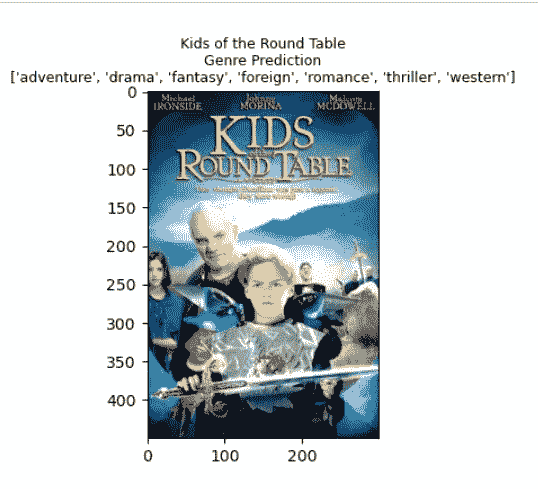 Kids of the Round Table
Genre Prediction
['adventure', 'drama', 'fantasy', 'foreign', 'romance', 'thriller', 'western']
0
50
100
150
200
250
300
350
400
0 100 200
Michael Johnny Malcolm
IRONSIDE MORINA MCDOWELL
KIDS
ROUND TABLE